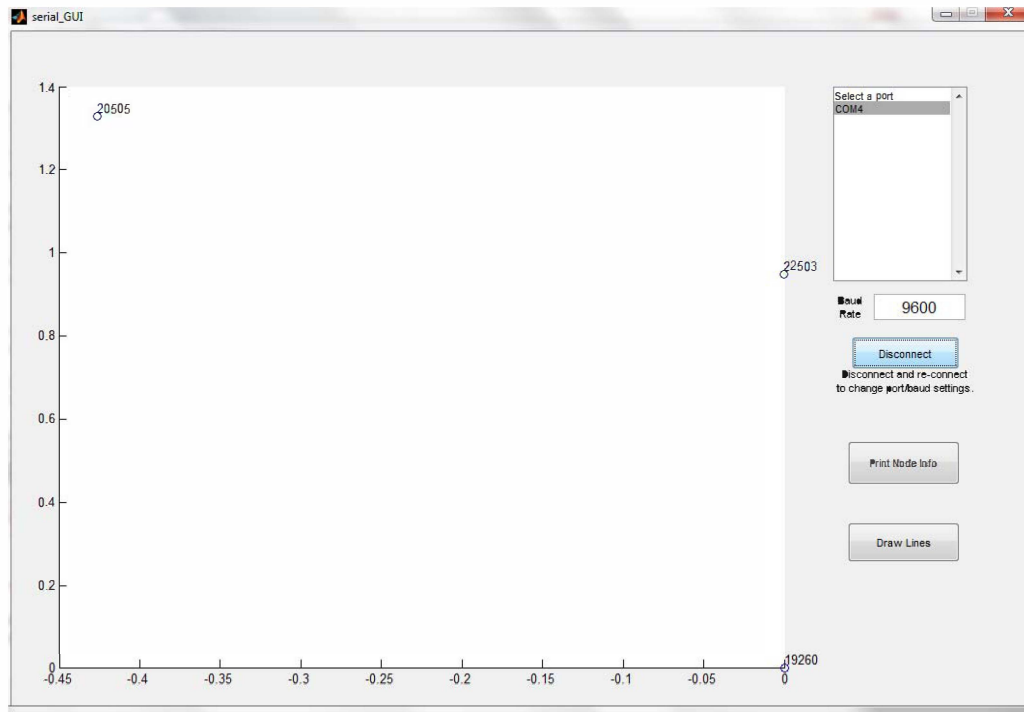 serial_GUI
1.4
20505
1.2
1
22503
0.8
0.6
0.4
0.2
0
19260
-0.45
-0.4
-0.35
-0.3
-0.25
-0.2
-0.15
-0.1
-0.05
0
Select a port
COM4
Baud
Rate
9600
Disconnect
Disconnect and re-connect
to change port/baud settings.
Print Node Info
Draw Lines